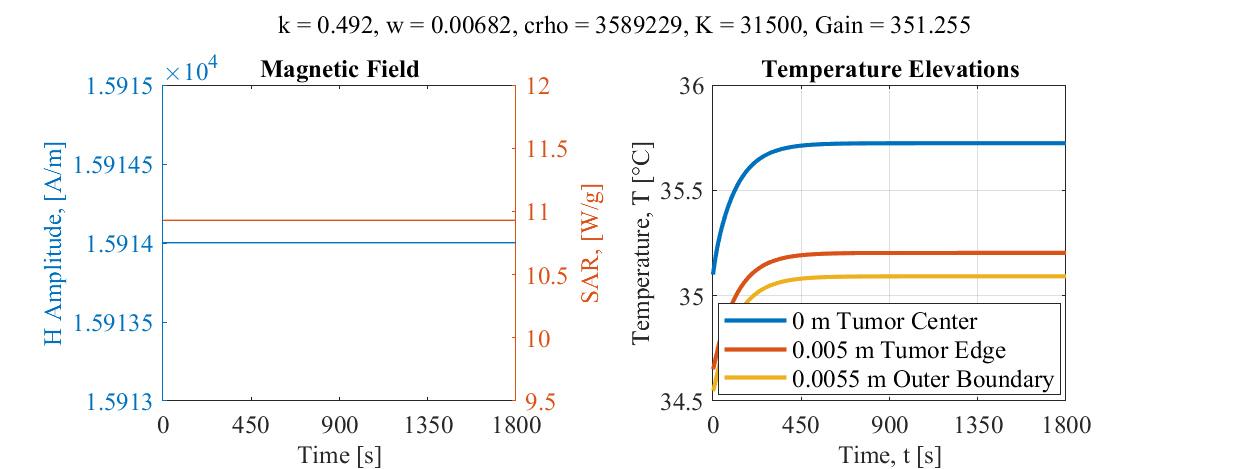 k = 0.492, w = 0.00682, crho = 3589229, K = 31500, Gain = 351.255
Magnetic Field
×10⁴
1.5915
1.59145
1.5914
1.59135
1.5913
H Amplitude, [A/m]
12
11.5
11
10.5
10
9.5
SAR, [W/g]
0 450 900 1350 1800
Time [s]
Temperature Elevations
36
35.5
35
34.5
Temperature, T [°C]
0 m Tumor Center
0.005 m Tumor Edge
0.0055 m Outer Boundary
0 450 900 1350 1800
Time, t [s]